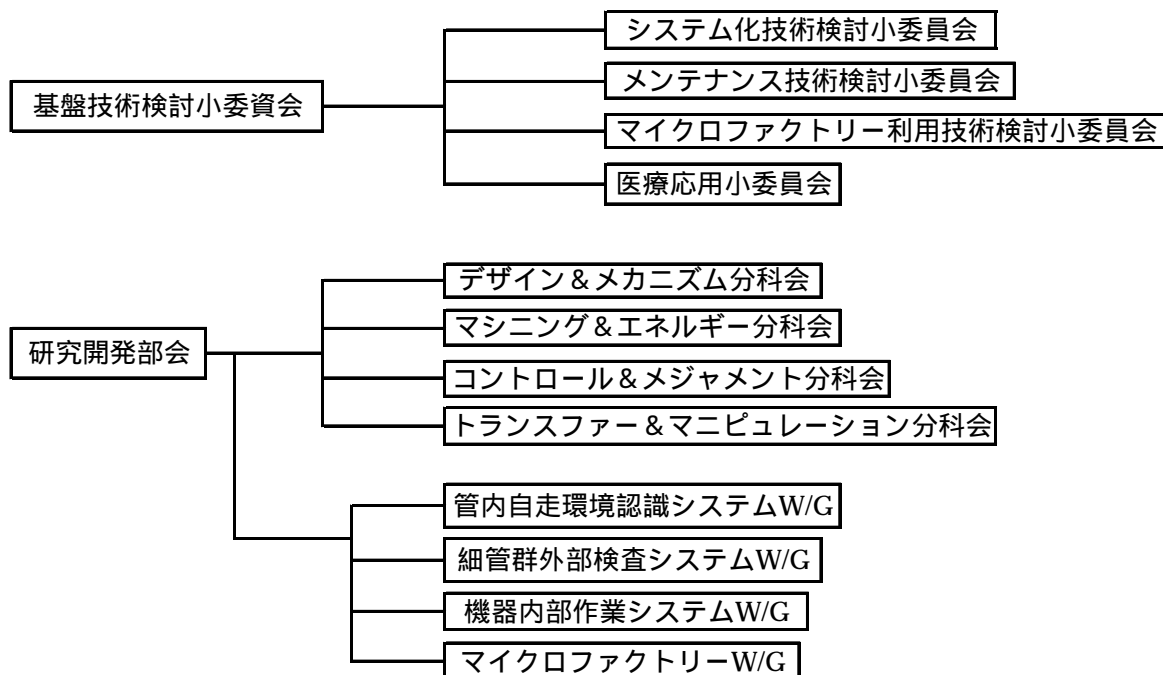 システム化技術検討小委員会
メンテナンス技術検討小委員会
基盤技術検討小委資会
マイクロファクトリー利用技術検討小委員会
医療応用小委員会
デザイン＆メカニズム分科会
マシニング＆エネルギー分科会
研究開発部会
コントロール＆メジャメント分科会
トランスファー＆マニピュレーション分科会
管内自走環境認識システムW/G
細管群外部検査システムW/G
機器内部作業システムW/G
マイクロファクトリーW/G